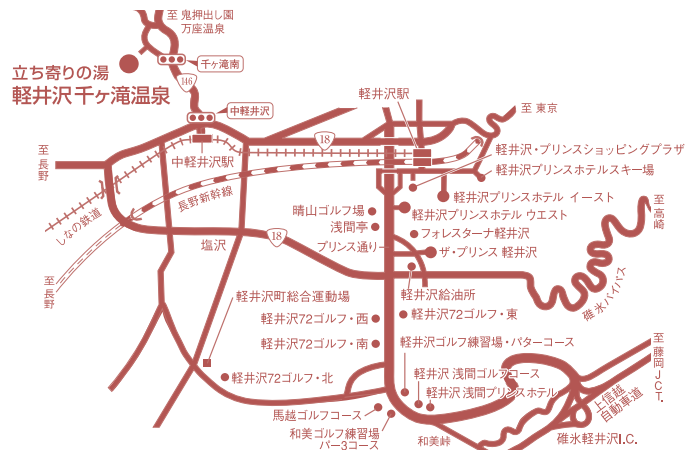 至 鬼押出し園
万座温泉
立ち寄りの湯
軽井沢千ヶ滝温泉
千ヶ滝南
146
中軽井沢
軽井沢駅
至 東京
18
至長野
中軽井沢駅
軽井沢・プリンスショッピングプラザ
軽井沢プリンスホテルスキー場
長野新幹線
しなの鉄道
晴山ゴルフ場
浅間亭
プリンス通り
軽井沢プリンスホテル イースト
軽井沢プリンスホテル ウエスト
フォレスターナ軽井沢
ザ・プリンス 軽井沢
至高崎
塩沢
18
至長野
軽井沢町総合運動場
軽井沢給油所
碓氷バイパス
軽井沢72ゴルフ・西
軽井沢72ゴルフ・東
軽井沢72ゴルフ・南
軽井沢ゴルフ練習場・パターコース
至藤岡JCT.
軽井沢72ゴルフ・北
軽井沢 浅間ゴルフコース
軽井沢 浅間プリンスホテル
上信越
自動車道
馬越ゴルフコース
和美ゴルフ練習場
パー3コース
和美峠
碓氷軽井沢I.C.